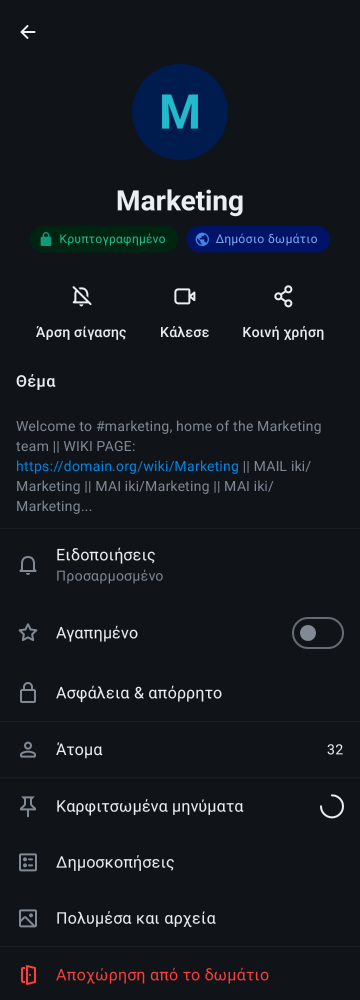 M
Marketing
Κρυπτογραφημένο Δημόσιο δωμάτιο
Άρση σίγασης Κάλεσε Κοινή χρήση
Θέμα
Welcome to #marketing, home of the Marketing
team || WIKI PAGE:
https://domain.org/wiki/Marketing || MAIL iki/
Marketing || MAI iki/Marketing || MAI iki/
Marketing...
Ειδοποιήσεις
Προσαρμοσμένο
Αγαπημένο
Ασφάλεια & απόρρητο
Άτομα 32
Καρφιτσωμένα μηνύματα
Δημοσκοπήσεις
Πολυμέσα και αρχεία
Αποχώρηση από το δωμάτιο